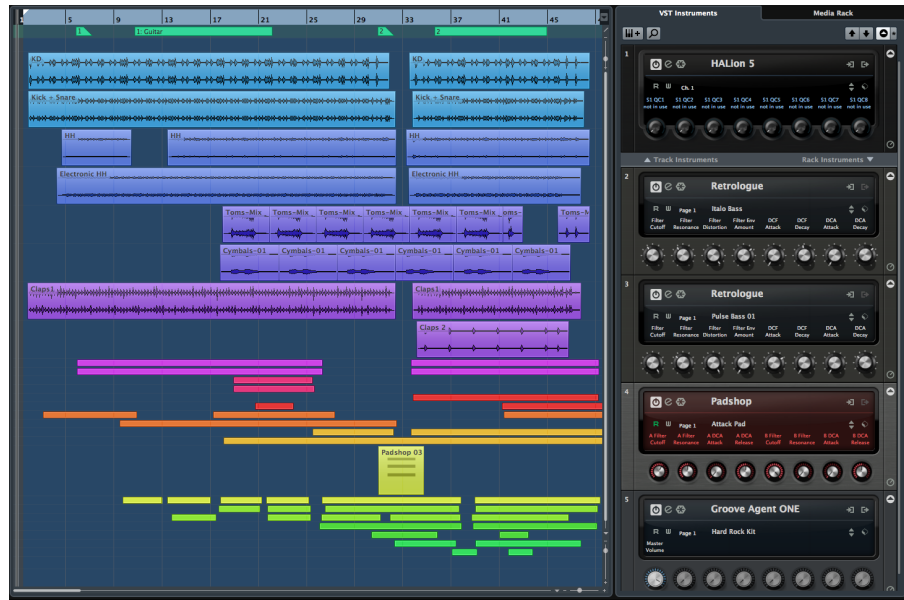 1 5 9 13 17 21 25 29 33 37 41 45
1 1: Guitar 2 2
KD KD
Kick + Snare Kick + Snare
HH HH HH
Electronic HH Electronic HH
Toms-Mix Toms-Mix Toms-Mix Toms-Mix Toms-Mix Toms-Mix oms- Toms-M
Cymbals-01 Cymbals-01 Cymbals-01 Cymbals-01 Cymbals-01 Cymbals-01
Claps1 Claps1
Claps 2
Padshop 03
VST Instruments Media Rack
1 HALion 5
R W Ch. 1
S1 QC1 S1 QC2 S1 QC3 S1 QC4 S1 QC5 S1 QC6 S1 QC7 S1 QC8
not in use not in use not in use not in use not in use not in use not in use not in use
▲ Track Instruments Rack Instruments ▼
2 Retrologue
R W Page 1 Italo Bass
Filter Filter Filter Filter Env DCF DCF DCA DCA
Cutoff Resonance Distortion Amount Attack Decay Attack Decay
3 Retrologue
R W Page 1 Pulse Bass 01
Filter Filter Filter Filter Env DCF DCF DCA DCA
Cutoff Resonance Distortion Amount Attack Decay Attack Decay
4 Padshop
R W Page 1 Attack Pad
A Filter A Filter A DCA A DCA B Filter B Filter B DCA B DCA
Cutoff Resonance Attack Release Cutoff Resonance Attack Release
5 Groove Agent ONE
R W Page 1 Hard Rock Kit
Master
Volume